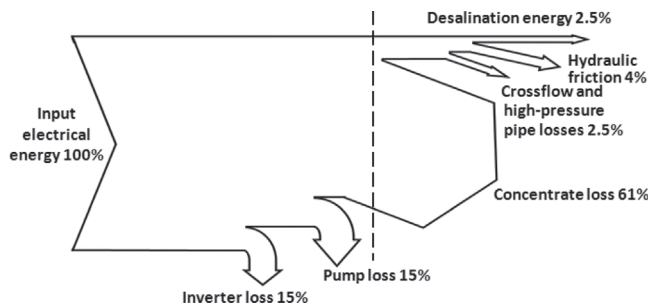 Desalination energy 2.5%
Hydraulic
friction 4%
Crossflow and
high-pressure
pipe losses 2.5%
Input
electrical
energy 100%
Concentrate loss 61%
Pump loss 15%
Inverter loss 15%